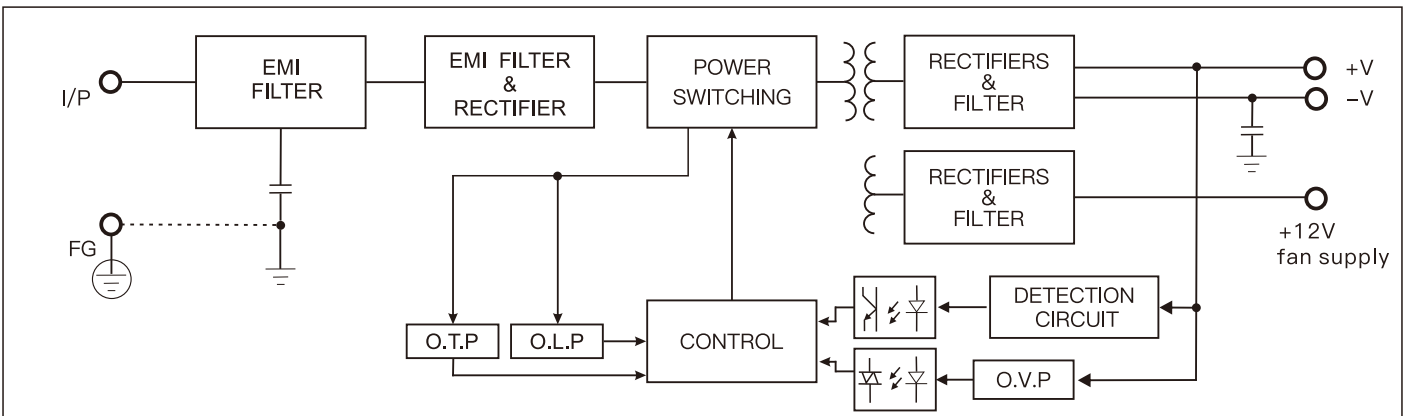 I/P
EMI
FILTER
EMI FILTER
&
RECTIFIER
POWER
SWITCHING
RECTIFIERS
&
FILTER
+V
−V
RECTIFIERS
&
FILTER
+12V
fan supply
FG
O.T.P
O.L.P
CONTROL
DETECTION
CIRCUIT
O.V.P